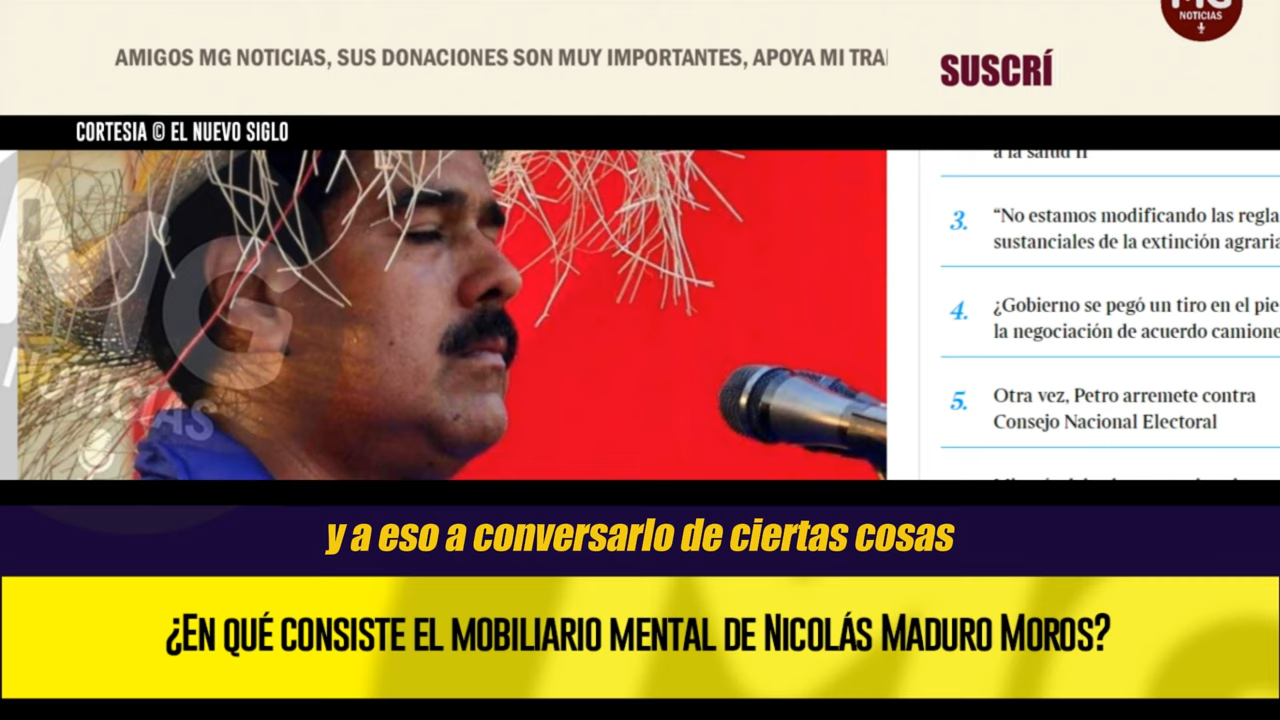 MG
NOTICIAS
AMIGOS MG NOTICIAS, SUS DONACIONES SON MUY IMPORTANTES, APOYA MI
SUSCRÍ
CORTESIA © EL NUEVO SIGLO
a la salud
3. “No estamos modificando las regla
sustanciales de la extinción agraria
4. ¿Gobierno se pegó un tiro en el pie
la negociación de acuerdo camione
5. Otra vez, Petro arremete contra
Consejo Nacional Electoral
MG
NOTICIAS
y a eso a conversarlo de ciertas cosas
¿EN QUÉ CONSISTE EL MOBILIARIO MENTAL DE NICOLÁS MADURO MOROS?